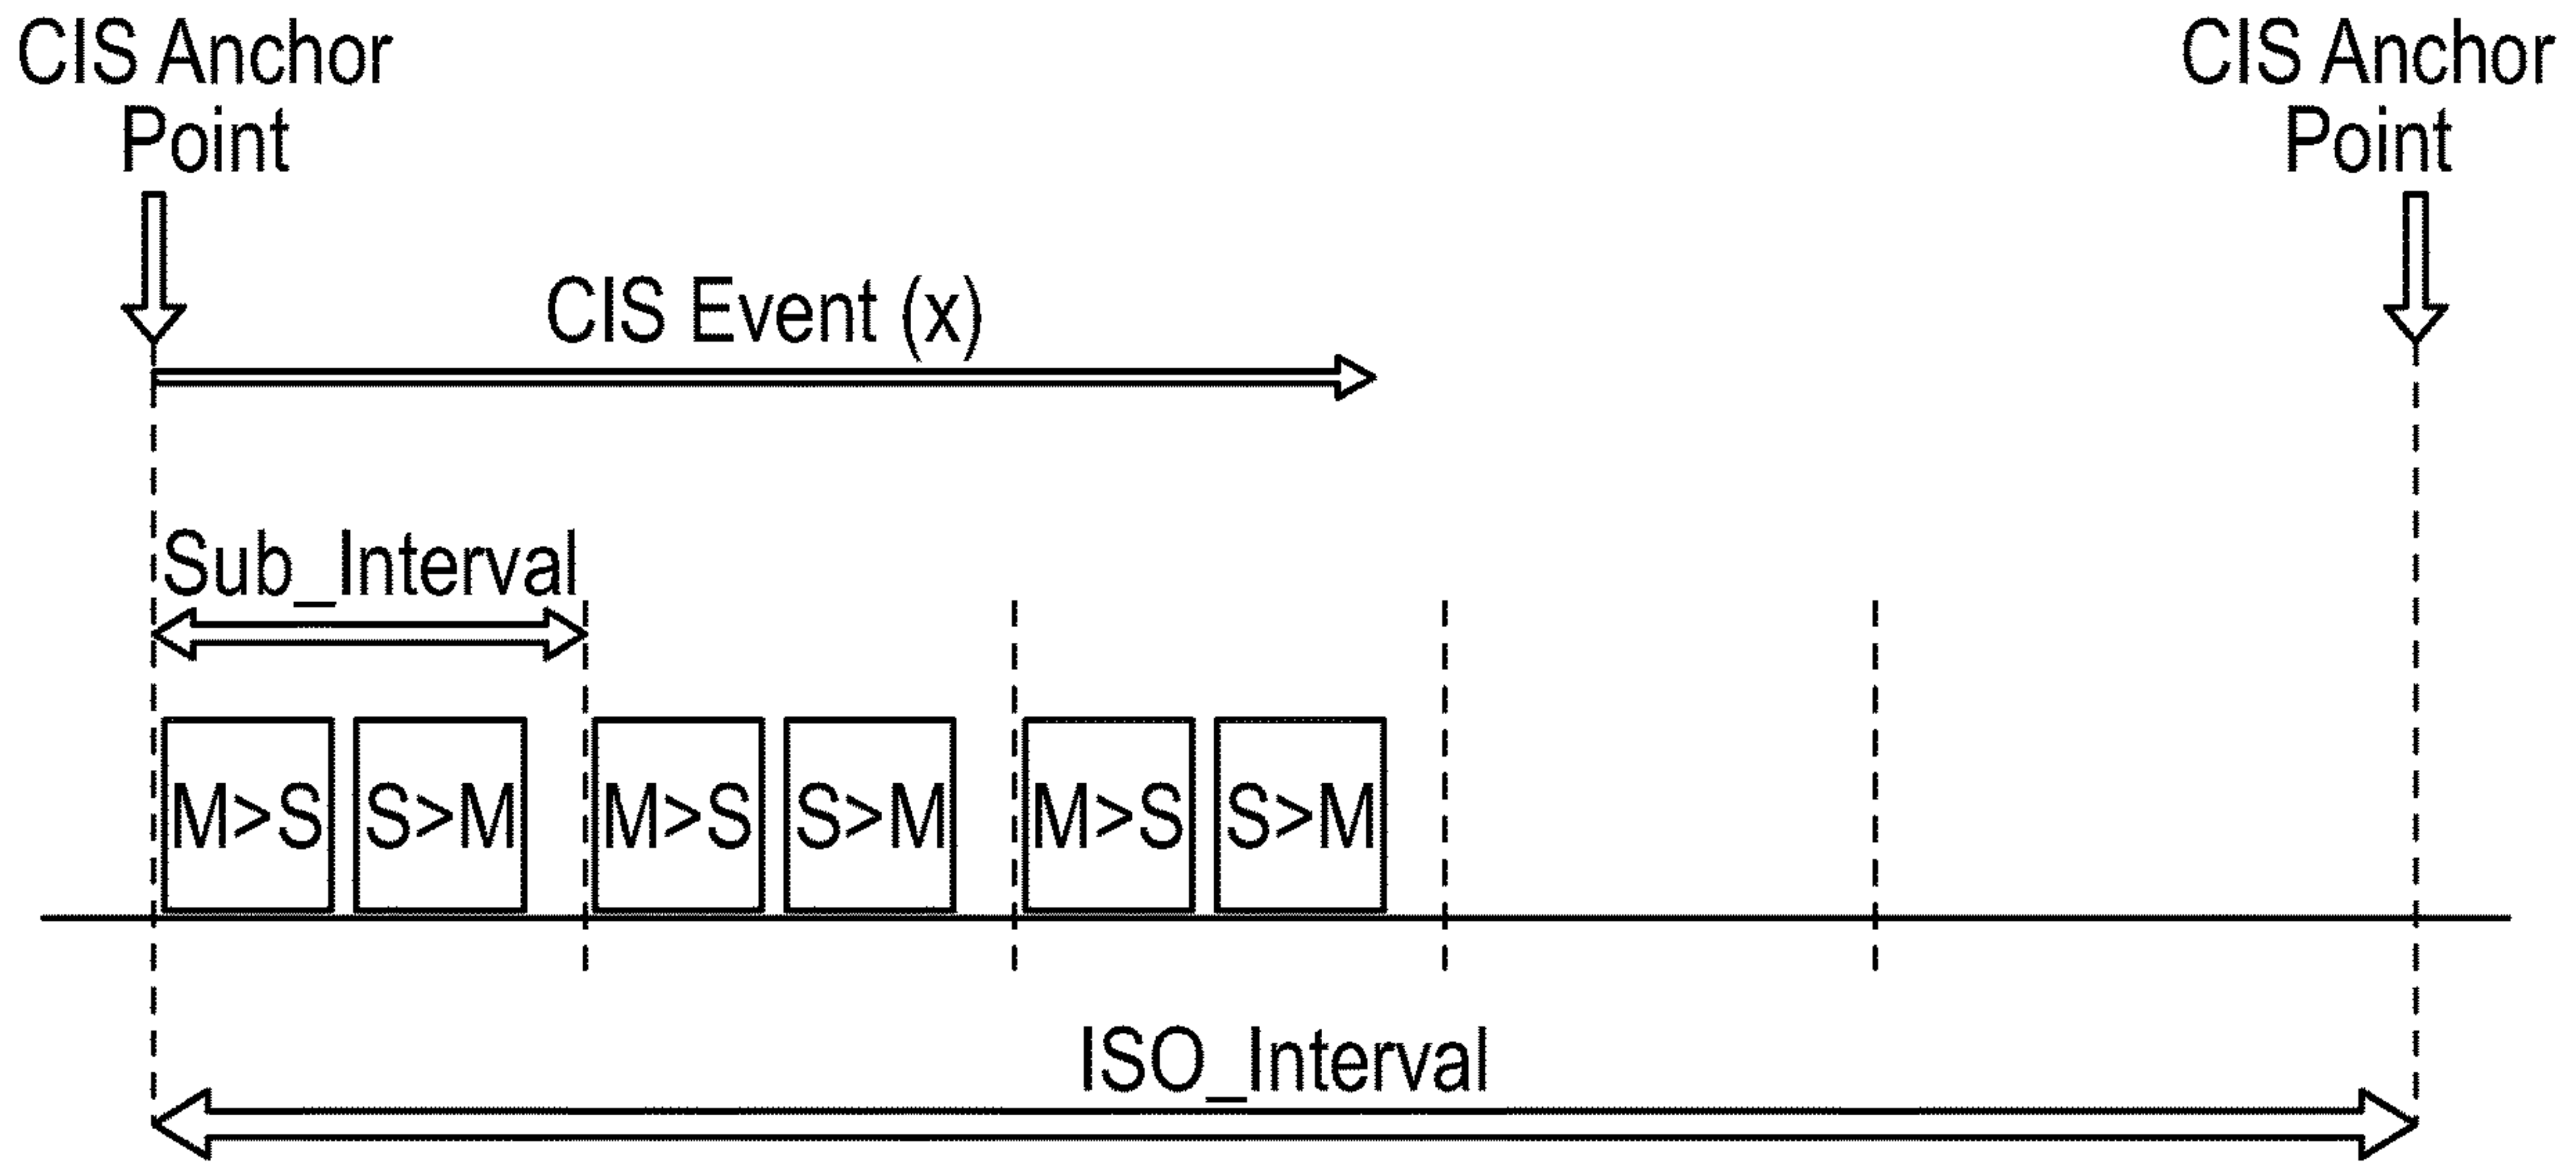 CIS Anchor
Point
CIS Anchor
Point
CIS Event (x)
Sub_Interval
M>S S>M M>S S>M M>S S>M
ISO_Interval